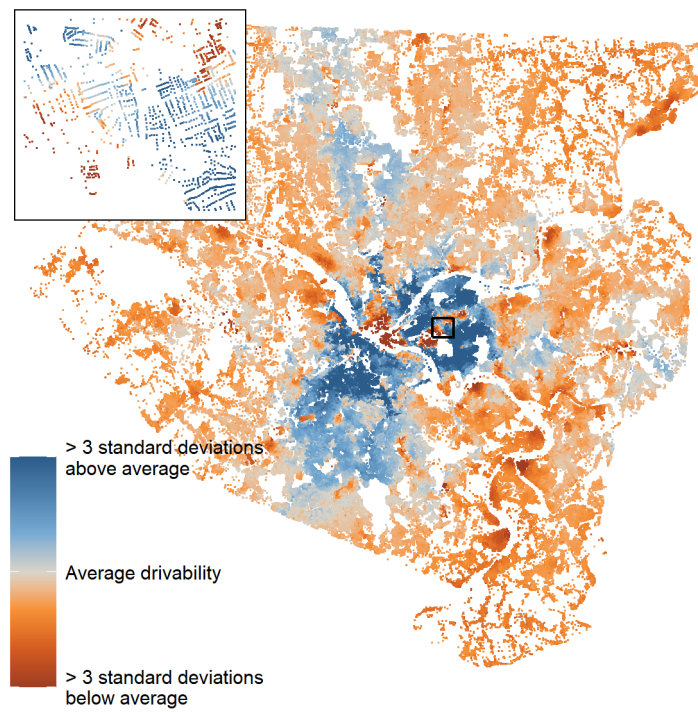 > 3 standard deviations
above average
Average drivability
> 3 standard deviations
below average